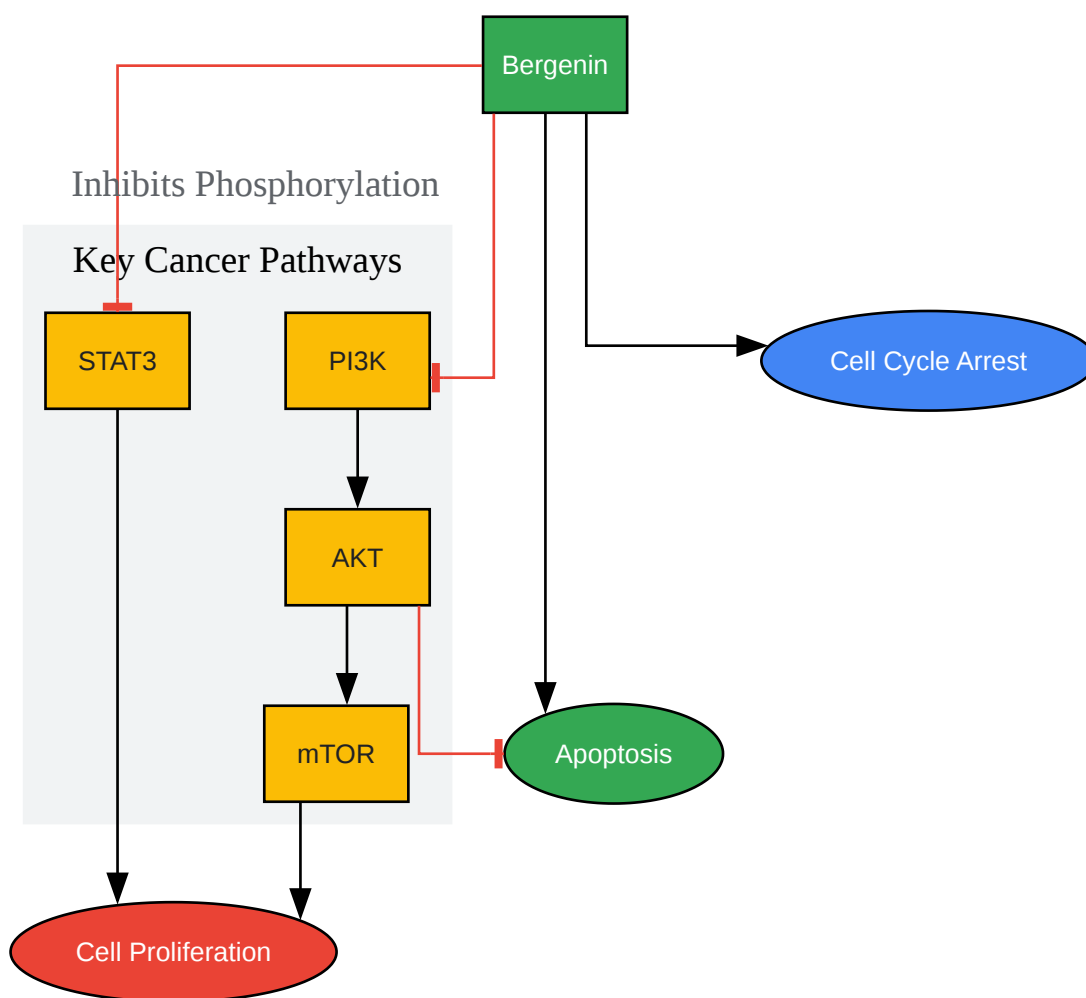 Bergenin
Inhibits Phosphorylation
Key Cancer Pathways
STAT3
PI3K
Cell Cycle Arrest
AKT
mTOR
Apoptosis
Cell Proliferation